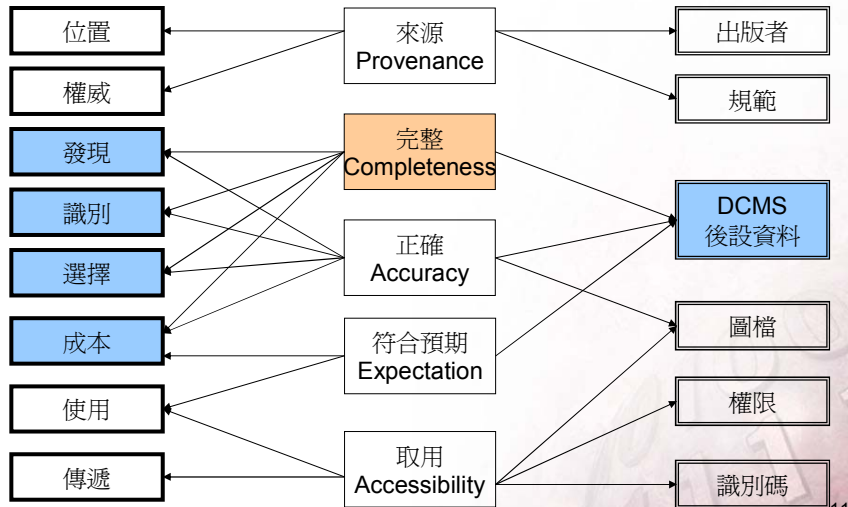 位置
權威
發現
識別
選擇
成本
使用
傳遞
來源
Provenance
完整
Completeness
正確
Accuracy
符合預期
Expectation
取用
Accessibility
出版者
規範
DCMS
後設資料
圖檔
權限
識別碼